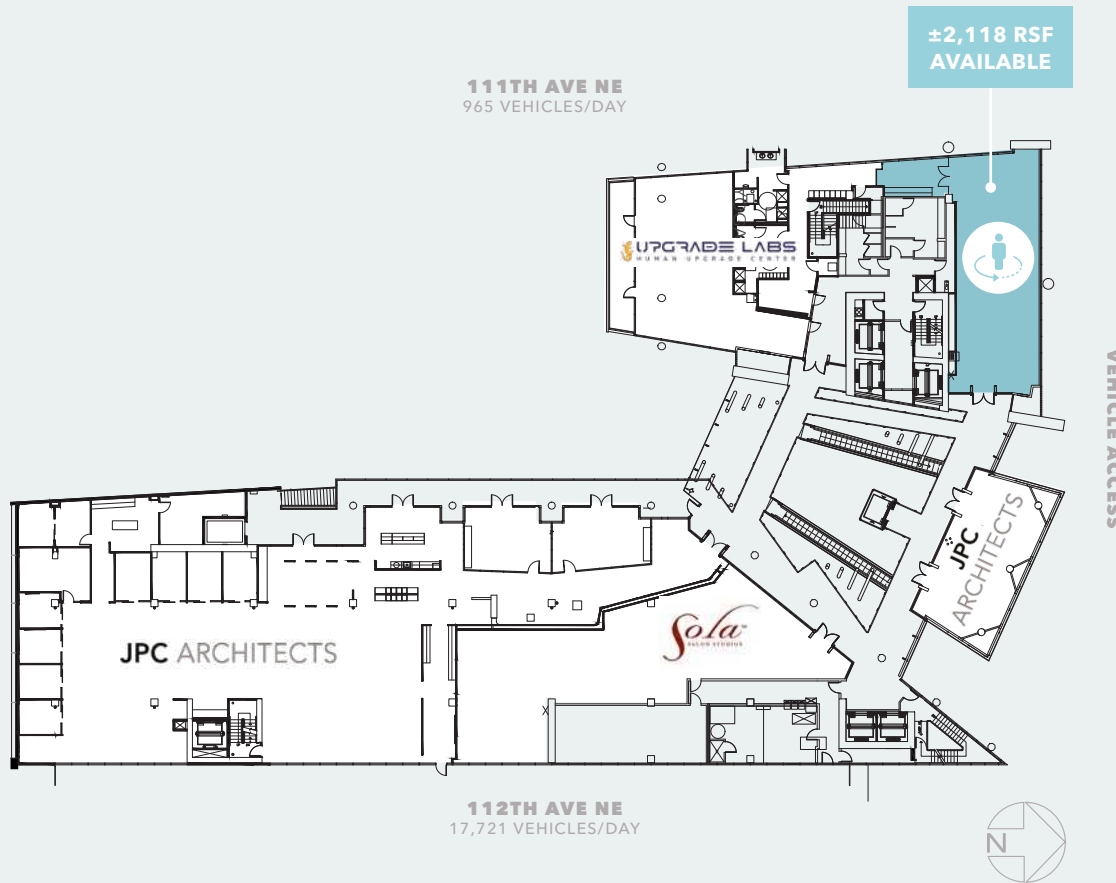 ±2,118 RSF
AVAILABLE
111TH AVE NE
965 VEHICLES/DAY
UPGRADE LABS
HUMAN UPGRADE CENTER
VEHICLE ACCESS
JPC
ARCHITECTS
JPC ARCHITECTS
Sola™
SALON STUDIOS
112TH AVE NE
17,721 VEHICLES/DAY
N